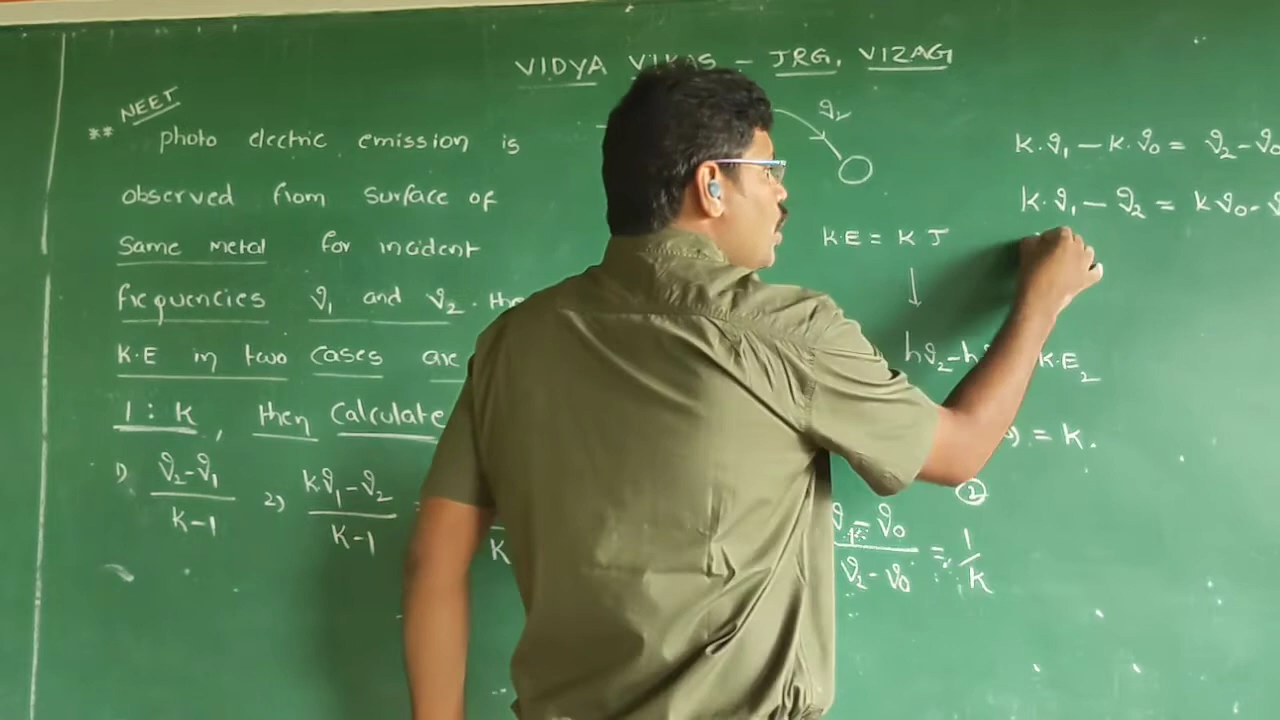 VIDYA VIKAS - JRG, VIZAG
NEET
** photo electric emission is
observed from surface of
Same metal for incident
frequencies ϑ₁ and ϑ₂. the
K.E in two cases are
1 : K, then Calculate
1) (ϑ₂-ϑ₁)/(K-1) 2) (Kϑ₁-ϑ₂)/(K-1)
K
ϑ₂
K.E = K J
↓
hϑ₂-h K.E₂
) = K.
②
(ϑ₁-ϑ₀)/(ϑ₂-ϑ₀) = 1/K
K.ϑ₁ - K.ϑ₀ = ϑ₂-ϑ₀
K.ϑ₁ - ϑ₂ = Kϑ₀-